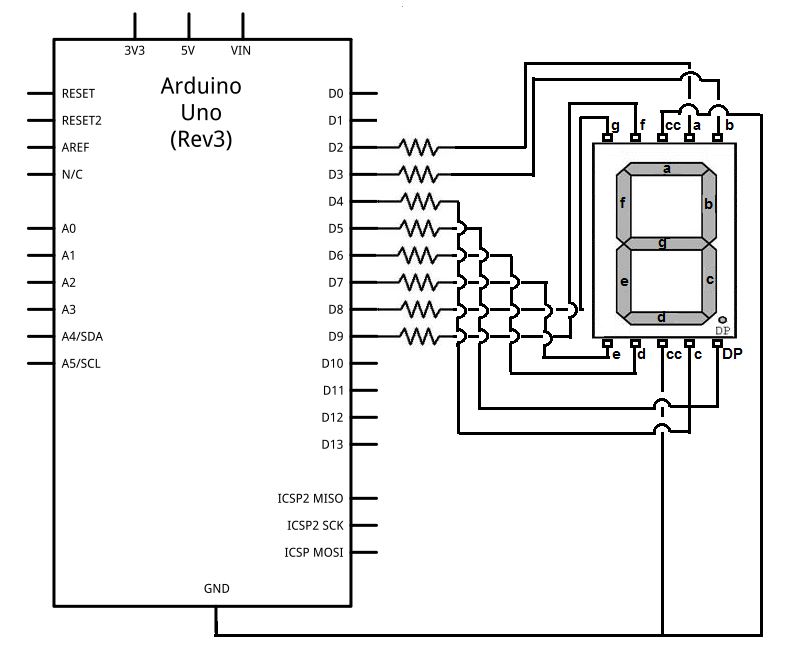 3V3 5V VIN
Arduino
Uno
(Rev3)
RESET
RESET2
AREF
N/C
A0
A1
A2
A3
A4/SDA
A5/SCL
D0
D1
D2
D3
D4
D5
D6
D7
D8
D9
D10
D11
D12
D13
ICSP2 MISO
ICSP2 SCK
ICSP MOSI
GND
g f cc a b
a
f b
g
e c
d
DP
e d cc c DP